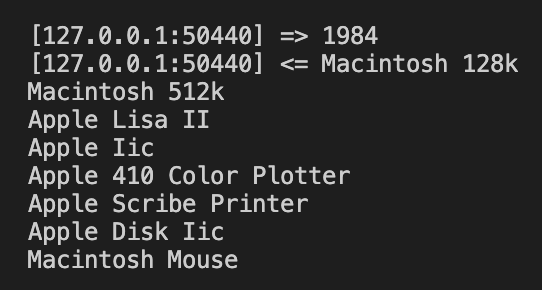 [127.0.0.1:50440] => 1984
[127.0.0.1:50440] <= Macintosh 128k
Macintosh 512k
Apple Lisa II
Apple Iic
Apple 410 Color Plotter
Apple Scribe Printer
Apple Disk Iic
Macintosh Mouse